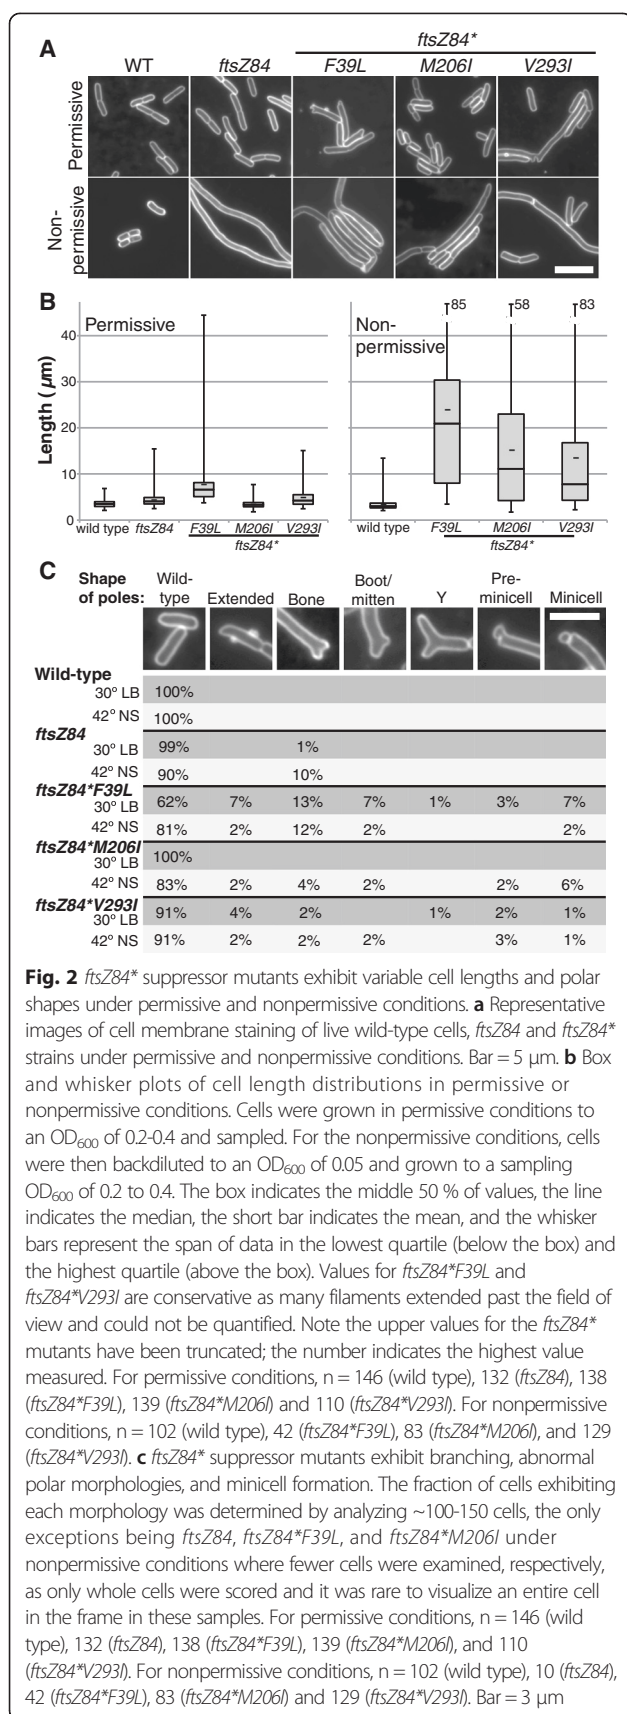 A
ftsZ84*
WT ftsZ84 F39L M206I V293I
Permissive
Non-permissive
B
Length (µm)
Permissive
40
30
20
10
0
wild type ftsZ84 F39L M206I V293I
ftsZ84*
Non-permissive
85 58 83
wild type F39L M206I V293I
ftsZ84*
C
Shape of poles: Wild-type Extended Bone Boot/mitten Y Pre-minicell Minicell
Wild-type
30° LB 100%
42° NS 100%
ftsZ84
30° LB 99% 1%
42° NS 90% 10%
ftsZ84*F39L
30° LB 62% 7% 13% 7% 1% 3% 7%
42° NS 81% 2% 12% 2% 2%
ftsZ84*M206I
30° LB 100%
42° NS 83% 2% 4% 2% 2% 6%
ftsZ84*V293I
30° LB 91% 4% 2% 1% 2% 1%
42° NS 91% 2% 2% 2% 3% 1%
Fig. 2 ftsZ84* suppressor mutants exhibit variable cell lengths and polar
shapes under permissive and nonpermissive conditions. a Representative
images of cell membrane staining of live wild-type cells, ftsZ84 and ftsZ84*
strains under permissive and nonpermissive conditions. Bar = 5 µm. b Box
and whisker plots of cell length distributions in permissive or
nonpermissive conditions. Cells were grown in permissive conditions to
an OD600 of 0.2-0.4 and sampled. For the nonpermissive conditions, cells
were then backdiluted to an OD600 of 0.05 and grown to a sampling
OD600 of 0.2 to 0.4. The box indicates the middle 50 % of values, the line
indicates the median, the short bar indicates the mean, and the whisker
bars represent the span of data in the lowest quartile (below the box) and
the highest quartile (above the box). Values for ftsZ84*F39L and
ftsZ84*V293I are conservative as many filaments extended past the field of
view and could not be quantified. Note the upper values for the ftsZ84*
mutants have been truncated; the number indicates the highest value
measured. For permissive conditions, n = 146 (wild type), 132 (ftsZ84), 138
(ftsZ84*F39L), 139 (ftsZ84*M206I) and 110 (ftsZ84*V293I). For nonpermissive
conditions, n = 102 (wild type), 42 (ftsZ84*F39L), 83 (ftsZ84*M206I), and 129
(ftsZ84*V293I). c ftsZ84* suppressor mutants exhibit branching, abnormal
polar morphologies, and minicell formation. The fraction of cells exhibiting
each morphology was determined by analyzing ~100-150 cells, the only
exceptions being ftsZ84, ftsZ84*F39L, and ftsZ84*M206I under
nonpermissive conditions where fewer cells were examined, respectively,
as only whole cells were scored and it was rare to visualize an entire cell
in the frame in these samples. For permissive conditions, n = 146 (wild
type), 132 (ftsZ84), 138 (ftsZ84*F39L), 139 (ftsZ84*M206I), and 110
(ftsZ84*V293I). For nonpermissive conditions, n = 102 (wild type), 10 (ftsZ84),
42 (ftsZ84*F39L), 83 (ftsZ84*M206I) and 129 (ftsZ84*V293I). Bar = 3 µm